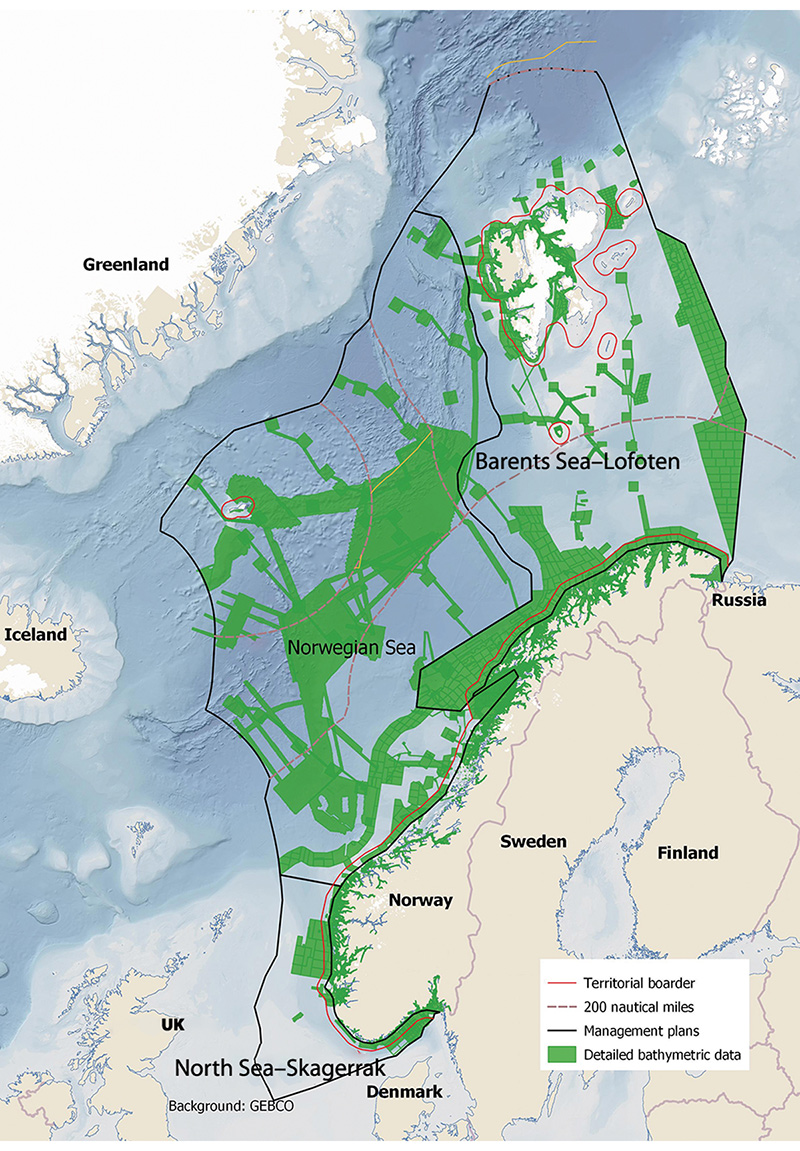 Greenland
Barents Sea–Lofoten
Russia
Iceland
Norwegian Sea
Sweden
Finland
Norway
Territorial boarder
200 nautical miles
Management plans
Detailed bathymetric data
UK
North Sea–Skagerrak
Denmark
Background: GEBCO